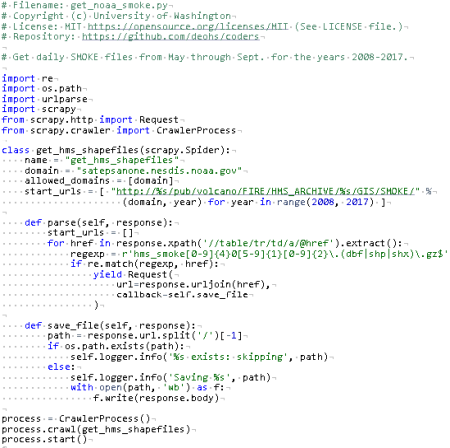 # Filename: get_noaa_smoke.py
# Copyright (c) University of Washington
# License: MIT https://opensource.org/licenses/MIT (See LICENSE file.)
# Repository: https://github.com/deohs/coders
# Get daily SMOKE files from May through Sept. for the years 2008-2017.
import re
import os.path
import urlparse
import scrapy
from scrapy.http import Request
from scrapy.crawler import CrawlerProcess
class get_hms_shapefiles(scrapy.Spider):
    name = "get_hms_shapefiles"
    domain = "satepsanone.nesdis.noaa.gov"
    allowed_domains = [domain]
    start_urls = [ "http://%s/pub/volcano/FIRE/HMS_ARCHIVE/%s/GIS/SMOKE/" %
                   (domain, year) for year in range(2008, 2017) ]
    def parse(self, response):
        start_urls = []
        for href in response.xpath('//table/tr/td/a/@href').extract():
            regexp = r'hms_smoke[0-9]{4}0[5-9]{1}[0-9]{2}\.(dbf|shp|shx)\.gz$'
            if re.match(regexp, href):
                yield Request(
                    url=response.urljoin(href),
                    callback=self.save_file
                )
    def save_file(self, response):
        path = response.url.split('/')[-1]
        if os.path.exists(path):
            self.logger.info('%s exists: skipping', path)
        else:
            self.logger.info('Saving %s', path)
            with open(path, 'wb') as f:
                f.write(response.body)
process = CrawlerProcess()
process.crawl(get_hms_shapefiles)
process.start()